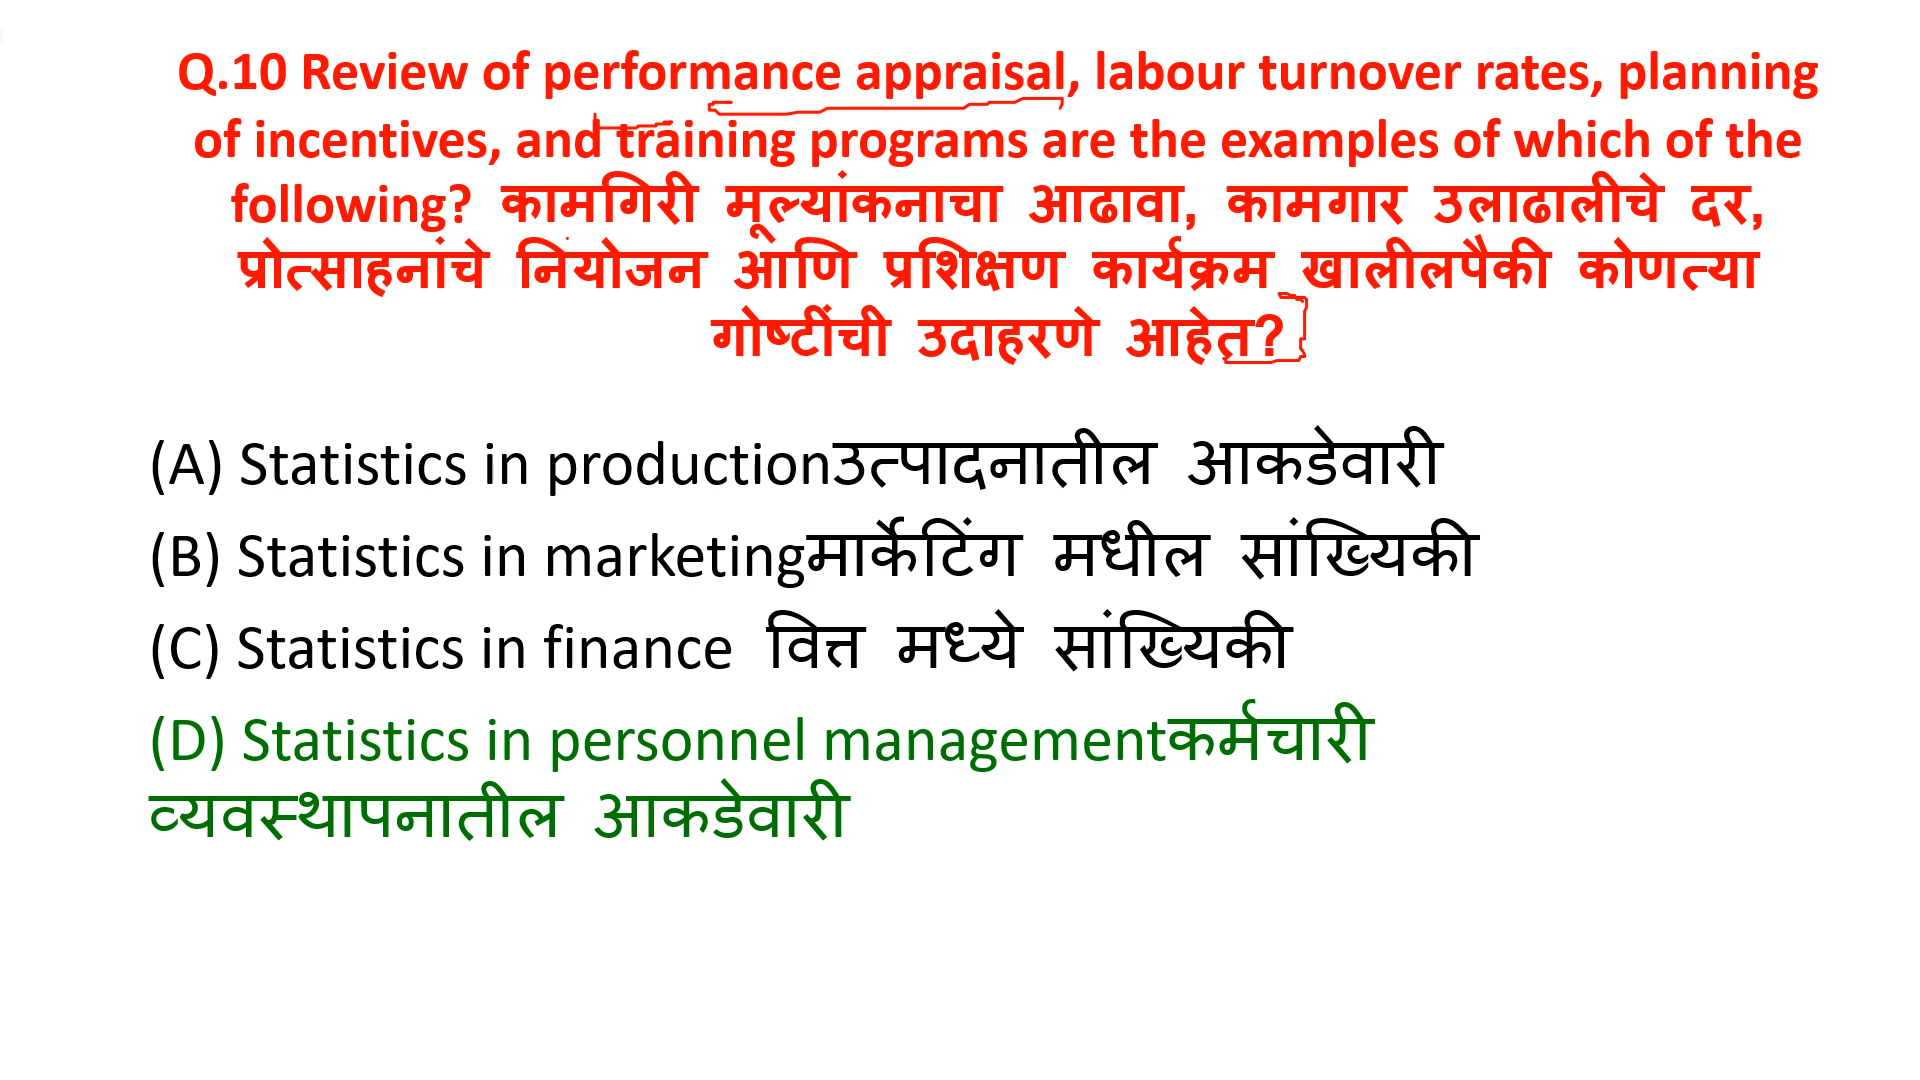 Q.10 Review of performance appraisal, labour turnover rates, planning
of incentives, and training programs are the examples of which of the
following? कामगिरी मूल्यांकनाचा आढावा, कामगार उलाढालीचे दर,
प्रोत्साहनांचे नियोजन आणि प्रशिक्षण कार्यक्रम खालीलपैकी कोणत्या
गोष्टींची उदाहरणे आहेत?
(A) Statistics in productionउत्पादनातील आकडेवारी
(B) Statistics in marketingमार्केटिंग मधील सांख्यिकी
(C) Statistics in finance वित्त मध्ये सांख्यिकी
(D) Statistics in personnel managementकर्मचारी
व्यवस्थापनातील आकडेवारी